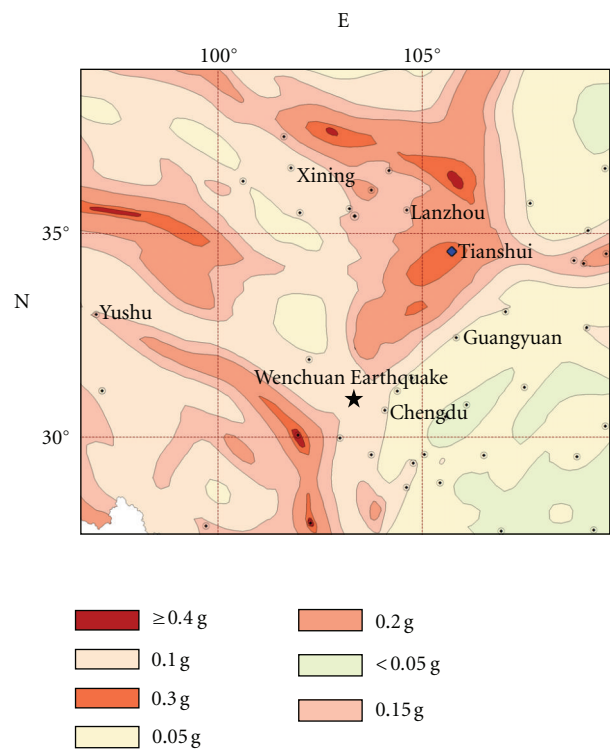 E
100°
105°
Xining
Lanzhou
35°
Tianshui
N
Yushu
Guangyuan
Wenchuan Earthquake
Chengdu
30°
≥0.4 g
0.2 g
0.1 g
<0.05 g
0.3 g
0.15 g
0.05 g